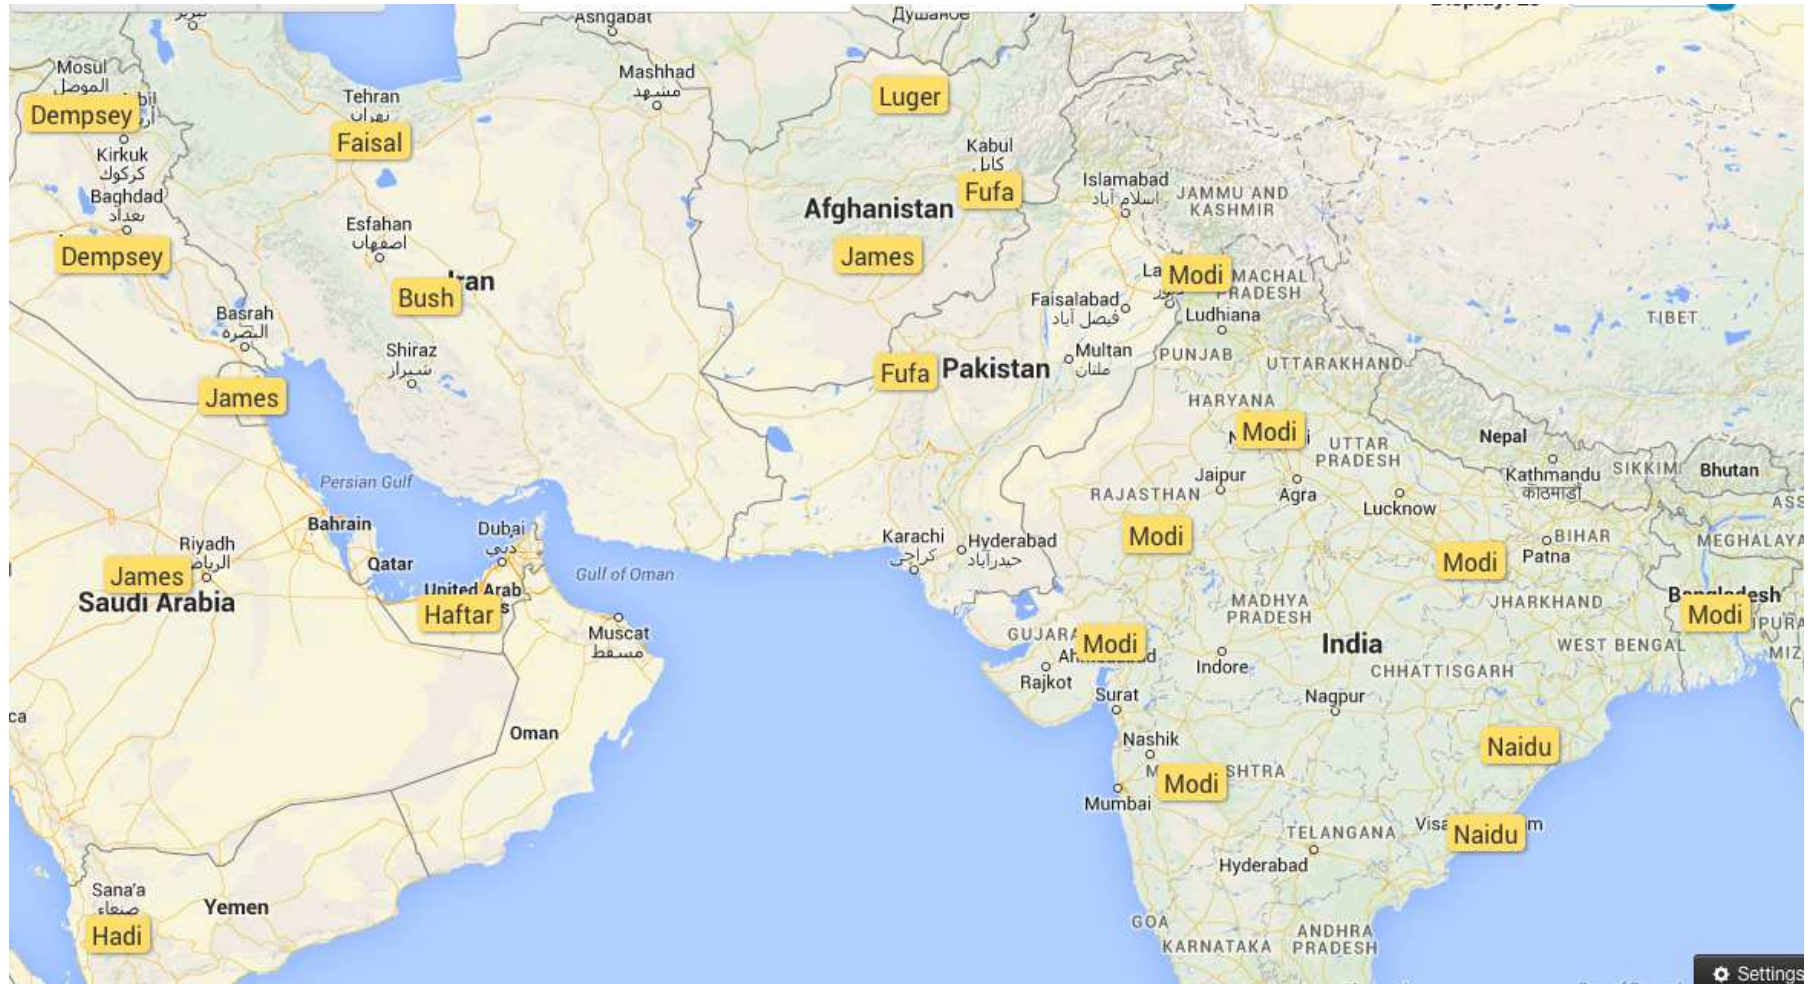 Ashgabat
Душанбе
Mosul
الموصل
Dempsey
Tehran
تهران
Faisal
Mashhad
مشهد
Luger
Kirkuk
كركوك
Kabul
کابل
Fufa
Islamabad
اسلام آباد
JAMMU AND
KASHMIR
Baghdad
بغداد
Dempsey
Esfahan
اصفهان
Afghanistan
James
Bush
Modi
Faisalabad
فیصل آباد
Ludhiana
TIBET
Basrah
البصره
Shiraz
شیراز
Fufa
Pakistan
Multan
ملتان
PUNJAB
UTTARAKHAND
James
HARYANA
Modi
UTTAR
PRADESH
Nepal
Kathmandu
काठमाडौं
SIKKIM
Bhutan
Persian Gulf
Jaipur
RAJASTHAN
Agra
Lucknow
Bahrain
Qatar
Dubai
دبي
Riyadh
James
Saudi Arabia
United Arab
Haftar
Gulf of Oman
Muscat
مسقط
Karachi
کراچی
Hyderabad
حیدرآباد
Modi
Modi
BIHAR
Patna
MEGHALAYA
Bangladesh
Modi
MADHYA
PRADESH
JHARKHAND
Modi
Rajkot
Indore
India
WEST BENGAL
CHHATTISGARH
Surat
Nagpur
Oman
Nashik
Modi
Mumbai
Naidu
TELANGANA
Naidu
Hyderabad
Sana'a
صنعاء
Yemen
Hadi
GOA
KARNATAKA
ANDHRA
PRADESH
Settings